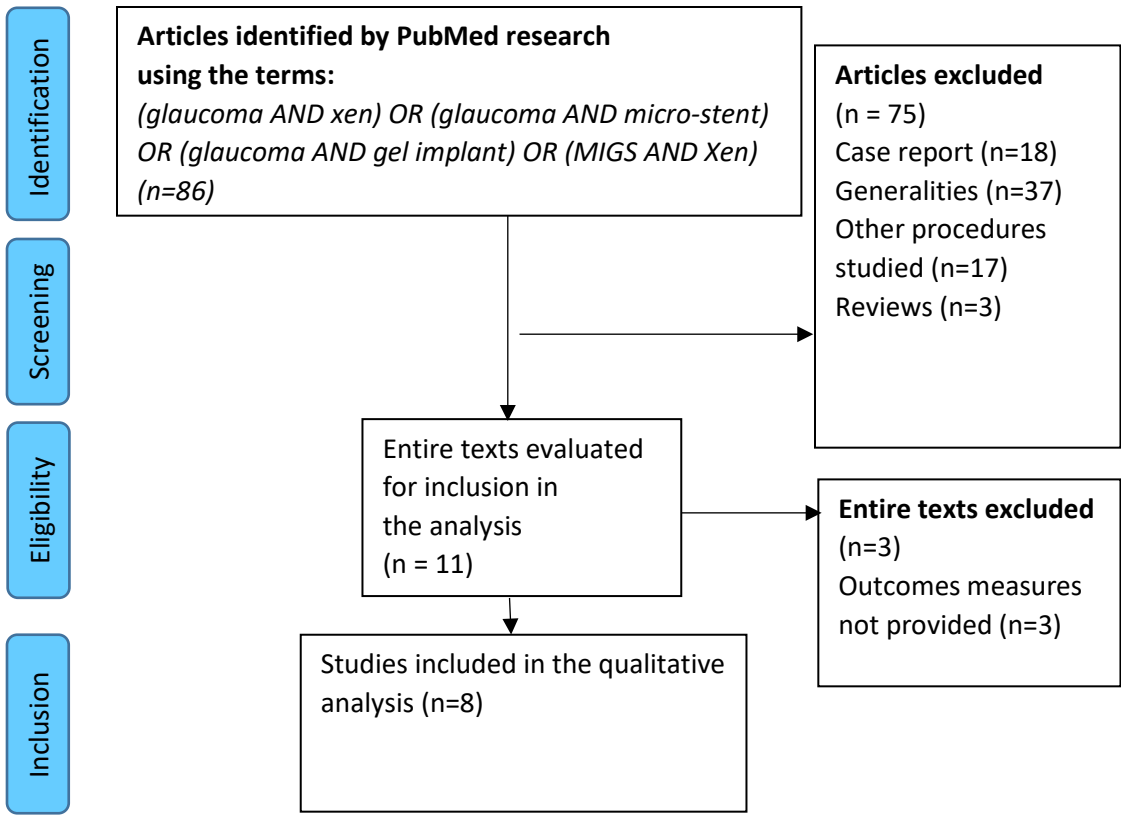 Identification
Articles identified by PubMed research
using the terms:
(glaucoma AND xen) OR (glaucoma AND micro-stent)
OR (glaucoma AND gel implant) OR (MIGS AND Xen)
(n=86)
Articles excluded
(n = 75)
Case report (n=18)
Generalities (n=37)
Other procedures
studied (n=17)
Reviews (n=3)
Screening
Eligibility
Entire texts evaluated
for inclusion in
the analysis
(n = 11)
Entire texts excluded
(n=3)
Outcomes measures
not provided (n=3)
Inclusion
Studies included in the qualitative
analysis (n=8)